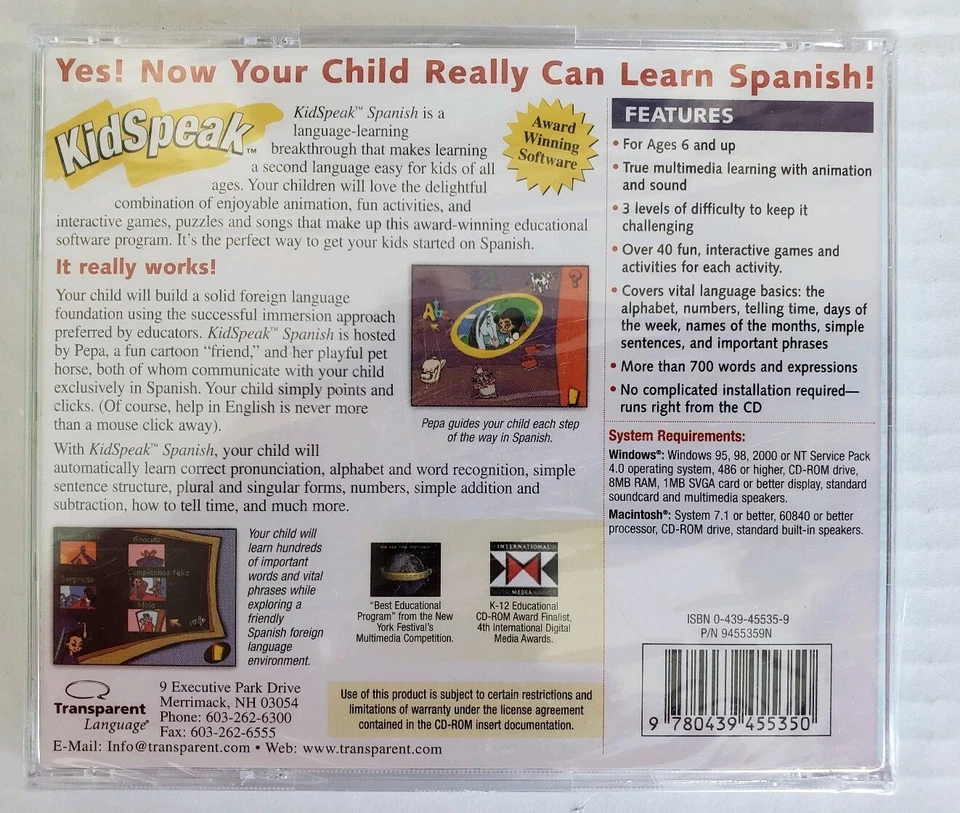 Yes! Now Your Child Really Can Learn Spanish!
KidSpeak™
KidSpeak™ Spanish is a
language-learning
breakthrough that makes learning
a second language easy for kids of all
ages. Your children will love the delightful
combination of enjoyable animation, fun activities, and
interactive games, puzzles and songs that make up this award-winning educational
software program. It's the perfect way to get your kids started on Spanish.
Award
Winning
Software
It really works!
Your child will build a solid foreign language
foundation using the successful immersion approach
preferred by educators. KidSpeak™ Spanish is hosted
by Pepa, a fun cartoon “friend,” and her playful pet
horse, both of whom communicate with your child
exclusively in Spanish. Your child simply points and
clicks. (Of course, help in English is never more
than a mouse click away).
Pepa guides your child each step
of the way in Spanish.
With KidSpeak™ Spanish, your child will
automatically learn correct pronunciation, alphabet and word recognition, simple
sentence structure, plural and singular forms, numbers, simple addition and
subtraction, how to tell time, and much more.
Gracias
Sorpresa
Cumpleaños feliz
Hola
Your child will
learn hundreds
of important
words and vital
phrases while
exploring a
friendly
Spanish foreign
language
environment.
“Best Educational
Program” from the New
York Festival's
Multimedia Competition.
INTERNATIONAL
DIGITAL MEDIA AWARDS
K-12 Educational
CD-ROM Award Finalist,
4th International Digital
Media Awards.
Transparent
Language®
9 Executive Park Drive
Merrimack, NH 03054
Phone: 603-262-6300
Fax: 603-262-6555
E-Mail: Info@transparent.com • Web: www.transparent.com
Use of this product is subject to certain restrictions and
limitations of warranty under the license agreement
contained in the CD-ROM insert documentation.
FEATURES
• For Ages 6 and up
• True multimedia learning with animation
and sound
• 3 levels of difficulty to keep it
challenging
• Over 40 fun, interactive games and
activities for each activity.
• Covers vital language basics: the
alphabet, numbers, telling time, days of
the week, names of the months, simple
sentences, and important phrases
• More than 700 words and expressions
• No complicated installation required—
runs right from the CD
System Requirements:
Windows®: Windows 95, 98, 2000 or NT Service Pack
4.0 operating system, 486 or higher, CD-ROM drive,
8MB RAM, 1MB SVGA card or better display, standard
soundcard and multimedia speakers.
Macintosh®: System 7.1 or better, 60840 or better
processor, CD-ROM drive, standard built-in speakers.
ISBN 0-439-45535-9
P/N 9455359N
9 780439 455350